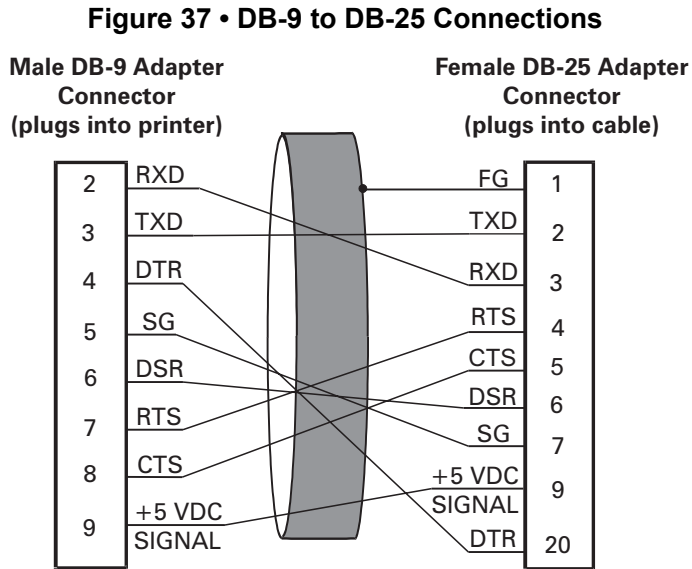 Figure 37 • DB-9 to DB-25 Connections
Male DB-9 Adapter
Connector
(plugs into printer)
Female DB-25 Adapter
Connector
(plugs into cable)
2 RXD
3 TXD
4 DTR
5 SG
6 DSR
7 RTS
8 CTS
9 +5 VDC
SIGNAL
FG 1
TXD 2
RXD 3
RTS 4
CTS 5
DSR 6
SG 7
+5 VDC 9
SIGNAL
DTR 20